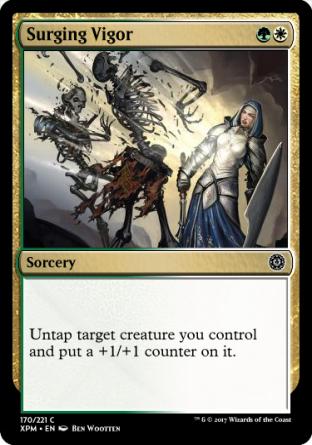 Surging Vigor
Sorcery
Untap target creature you control
and put a +1/+1 counter on it.
170/221 C
XPM • EN BEN WOOTTEN
™ & © 2017 Wizards of the Coast